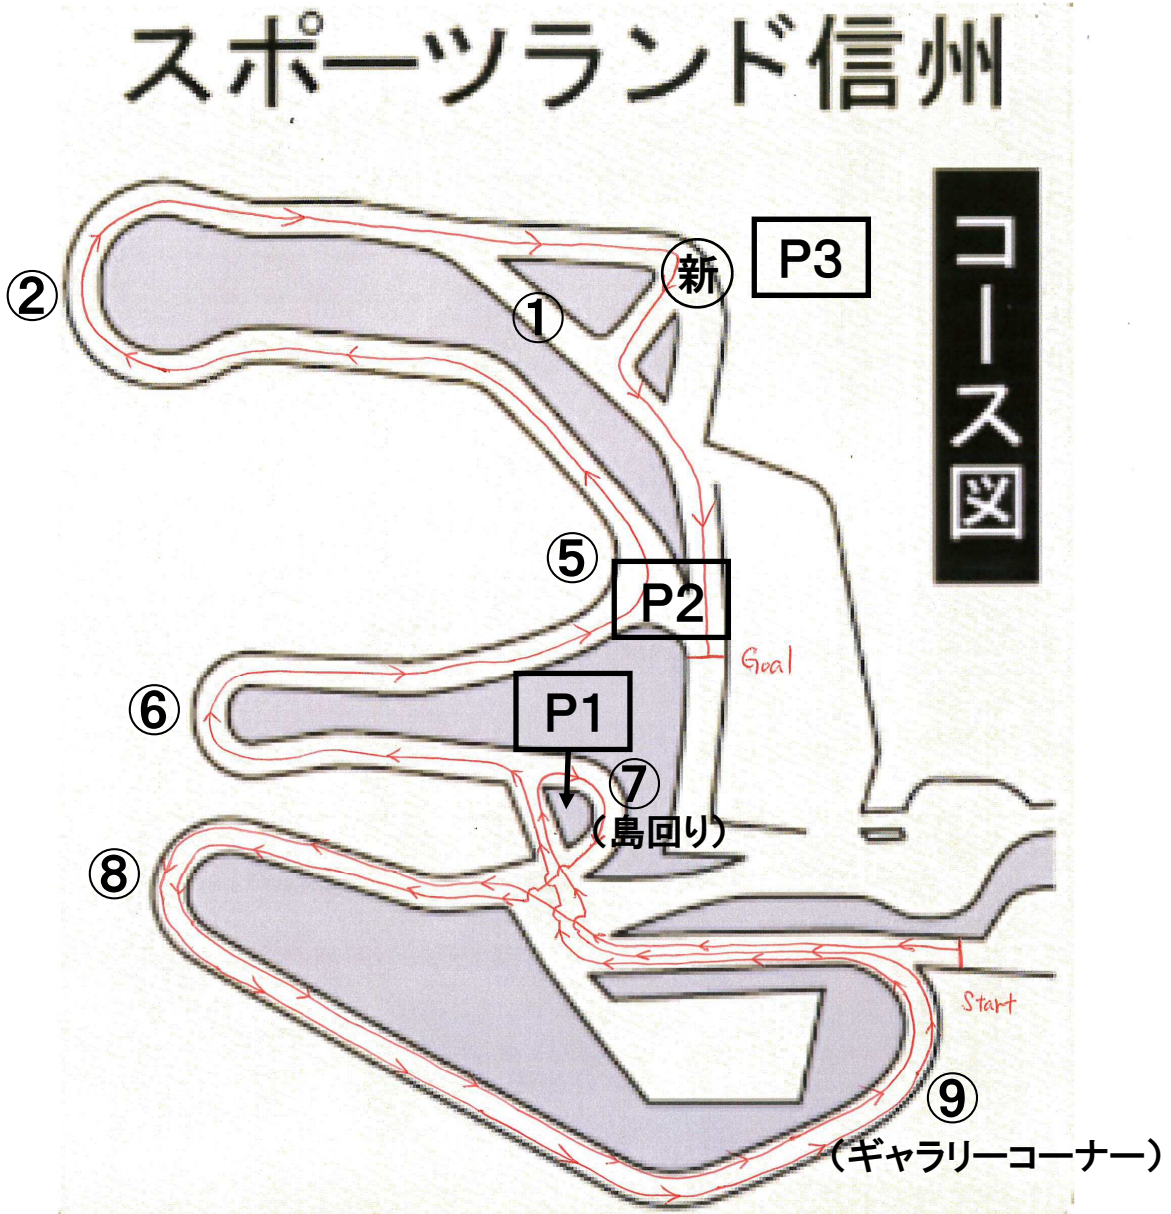 スポーツランド信州
コース図
P3
新
②
①
⑤
P2
Goal
P1
⑥
⑦
(島回り)
⑧
Start
⑨
(ギャラリーコーナー)